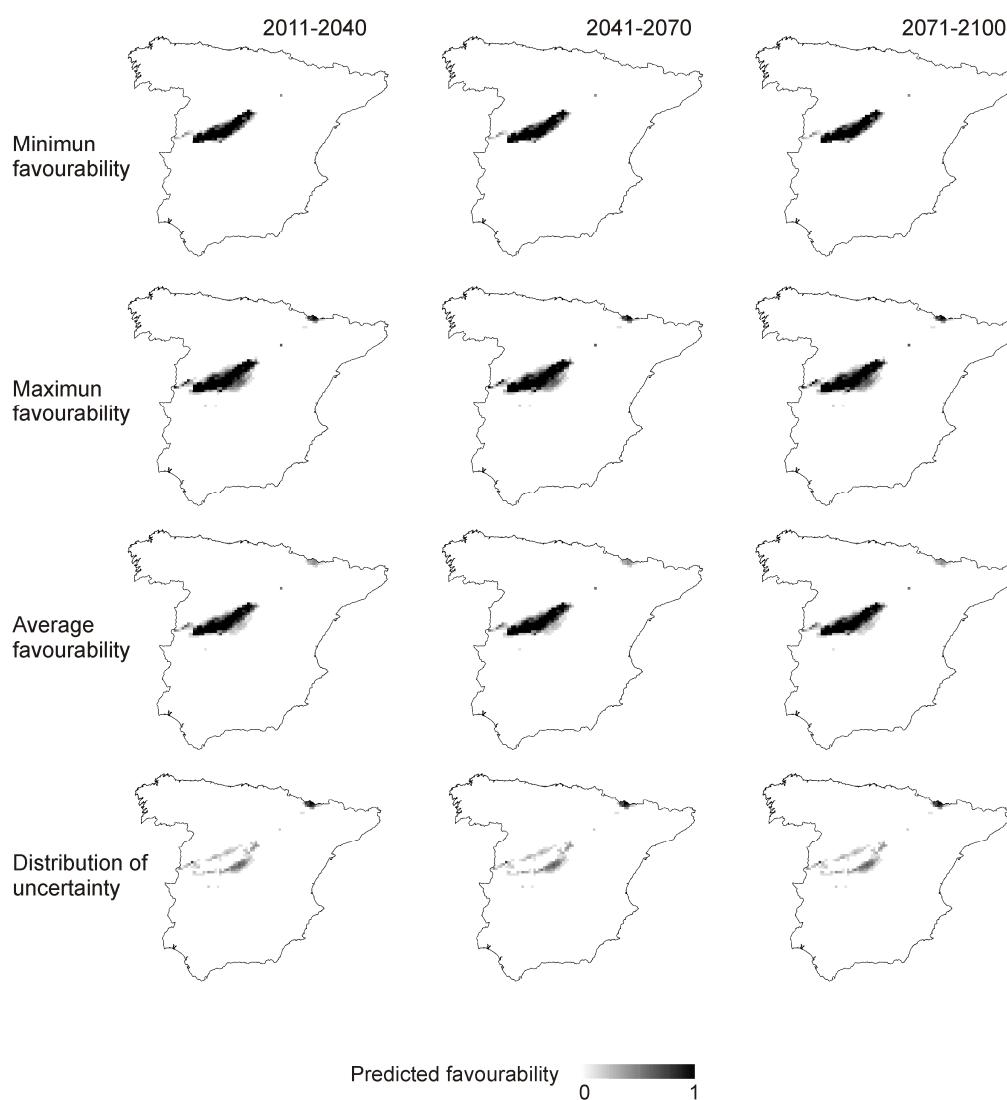 2011-2040 2041-2070 2071-2100
Minimun
favourability
Maximun
favourability
Average
favourability
Distribution of
uncertainty
Predicted favourability
0 1